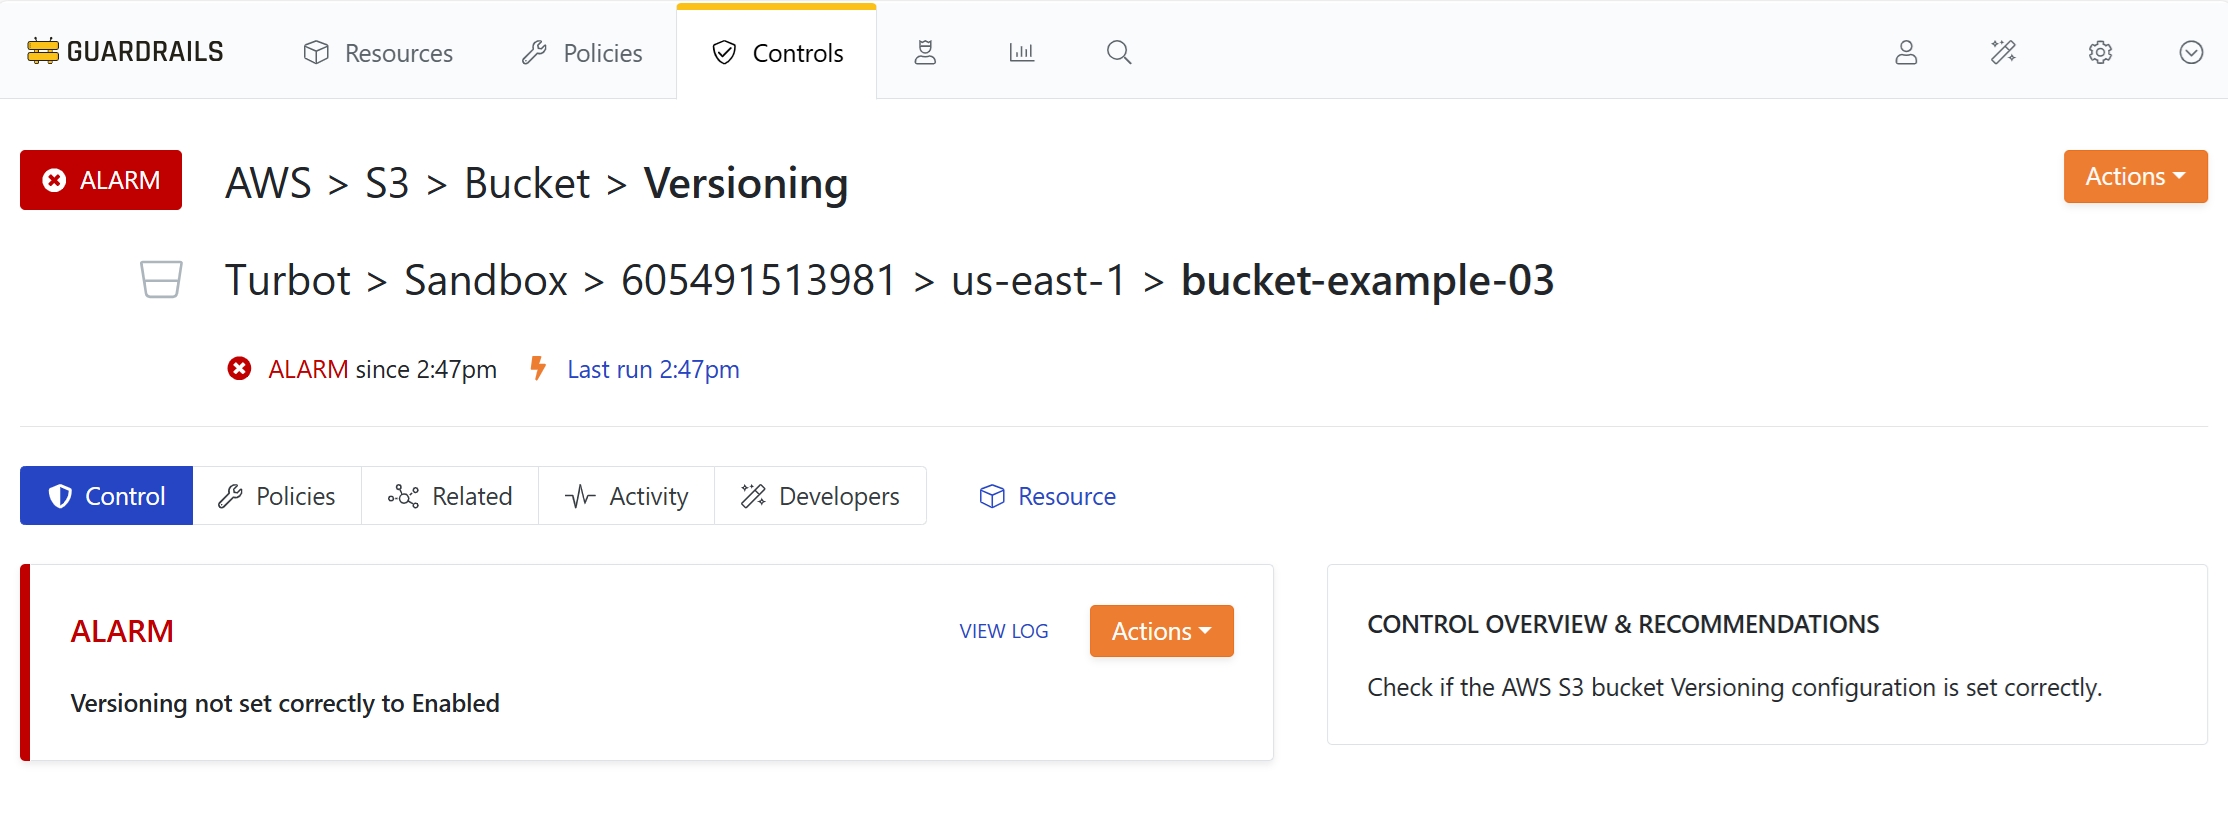 GUARDRAILS Resources Policies Controls
ALARM AWS > S3 > Bucket > Versioning Actions
Turbot > Sandbox > 605491513981 > us-east-1 > bucket-example-03
ALARM since 2:47pm Last run 2:47pm
Control Policies Related Activity Developers Resource
ALARM VIEW LOG Actions
Versioning not set correctly to Enabled
CONTROL OVERVIEW & RECOMMENDATIONS
Check if the AWS S3 bucket Versioning configuration is set correctly.